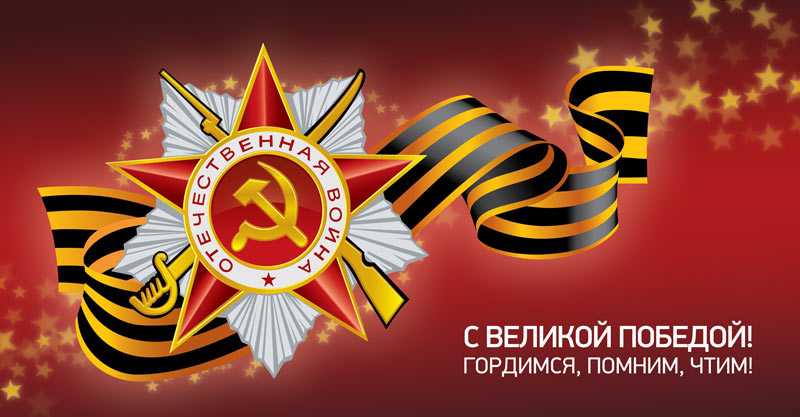 ОТЕЧЕСТВЕННАЯ ВОЙНА
С ВЕЛИКОЙ ПОБЕДОЙ!
ГОРДИМСЯ, ПОМНИМ, ЧТИМ!